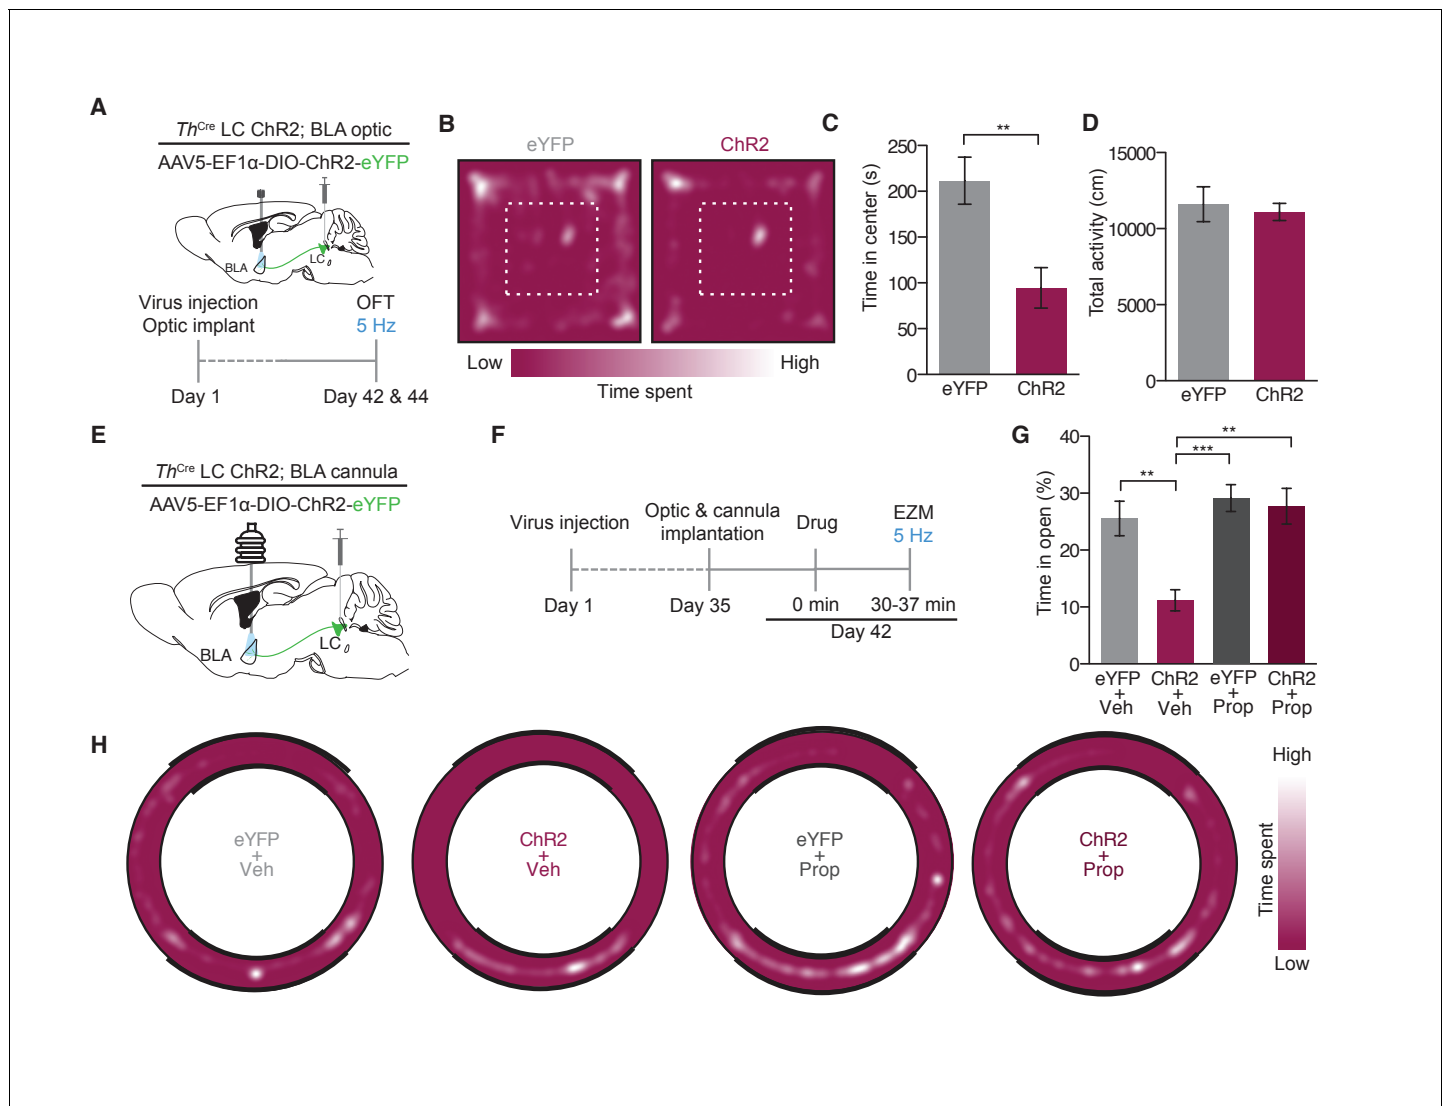 A
ThCre LC ChR2; BLA optic
AAV5-EF1α-DIO-ChR2-eYFP
BLA
LC
Virus injection
Optic implant
OFT
5 Hz
Day 1
Day 42 & 44
B
eYFP
ChR2
Low
High
Time spent
C
**
Time in center (s)
250
200
150
100
50
0
eYFP
ChR2
D
Total activity (cm)
15000
10000
5000
0
eYFP
ChR2
E
ThCre LC ChR2; BLA cannula
AAV5-EF1α-DIO-ChR2-eYFP
BLA
LC
F
Virus injection
Optic & cannula
implantation
Drug
EZM
5 Hz
Day 1
Day 35
0 min
30-37 min
Day 42
G
**
***
**
Time in open (%)
40
30
20
10
0
eYFP
+
Veh
ChR2
+
Veh
eYFP
+
Prop
ChR2
+
Prop
H
eYFP
+
Veh
ChR2
+
Veh
eYFP
+
Prop
ChR2
+
Prop
High
Time spent
Low